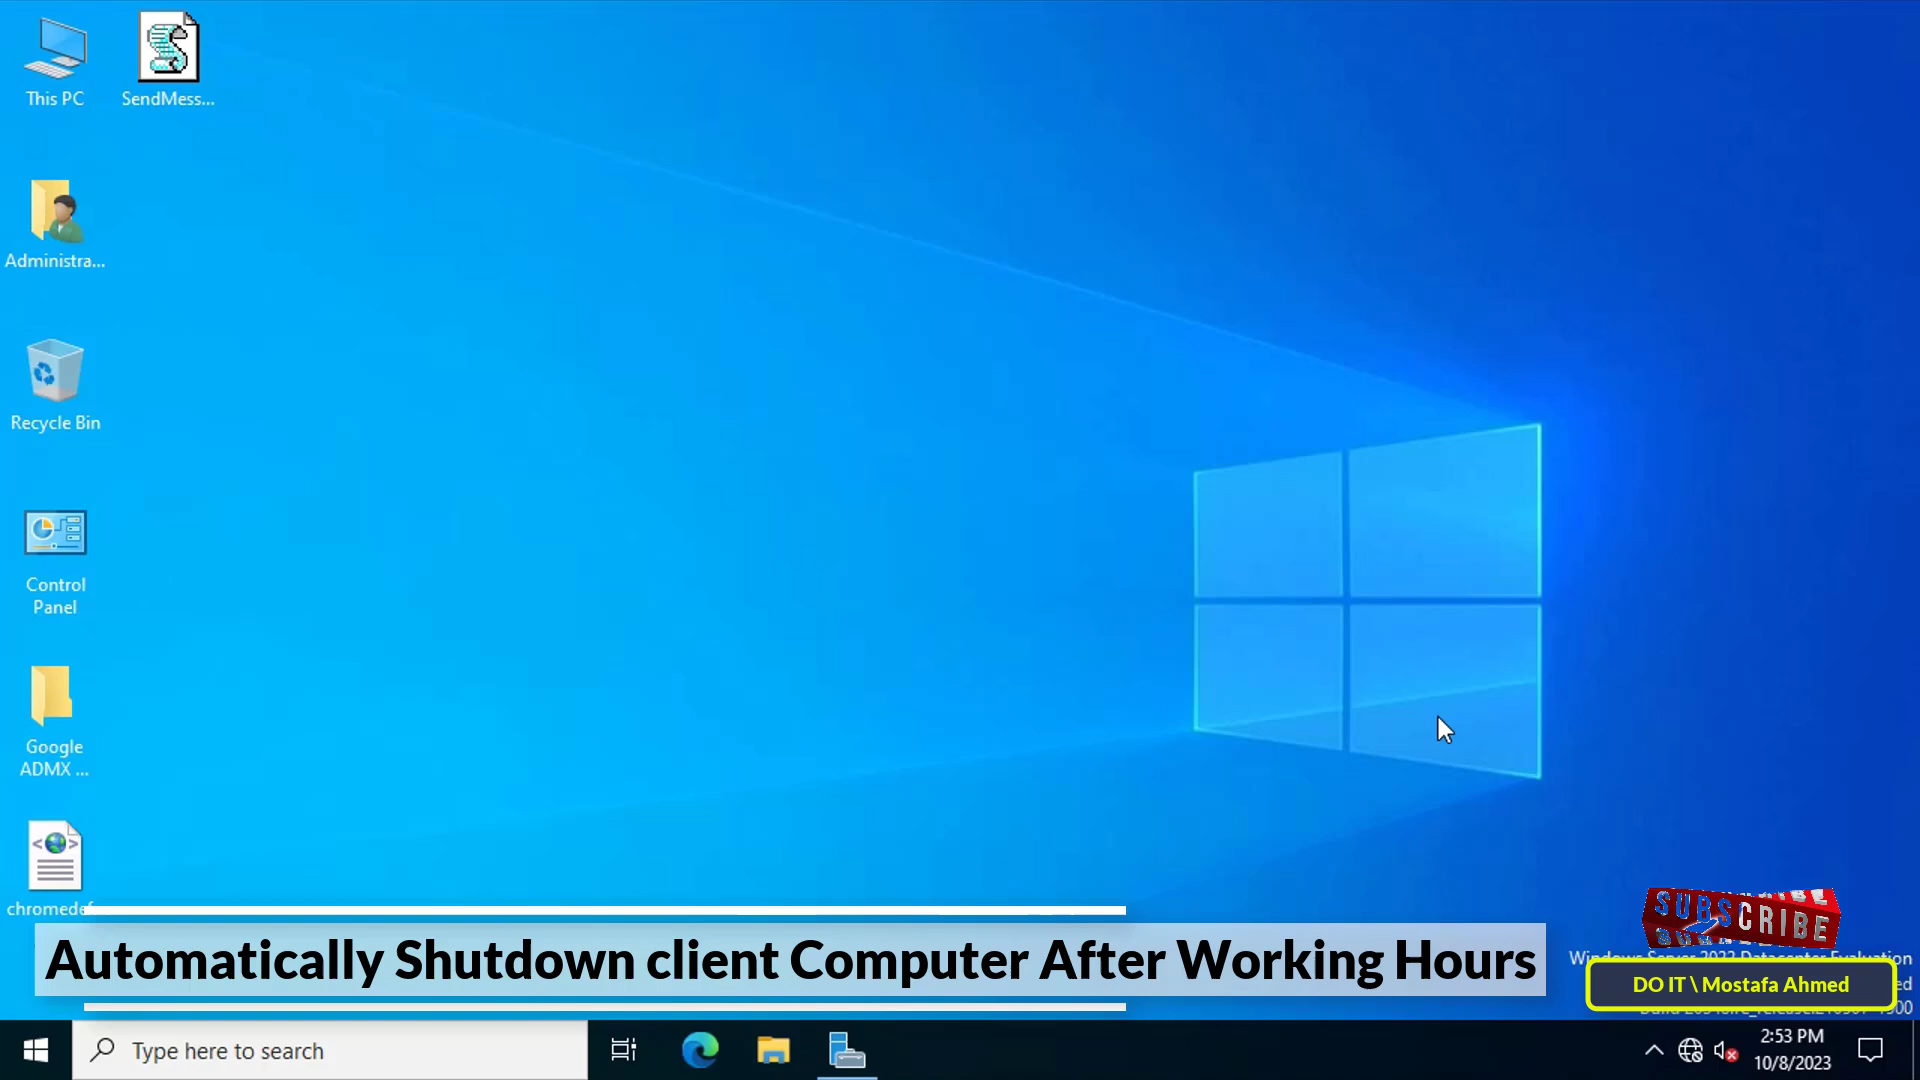 This PC
SendMess...
Administra...
Recycle Bin
Control
Panel
Google
ADMX ...
chromedef
Automatically Shutdown client Computer After Working Hours
SUBSCRIBE
Windows Server 2022 Datacenter Evaluation
DO IT \ Mostafa Ahmed
Type here to search
2:53 PM
10/8/2023